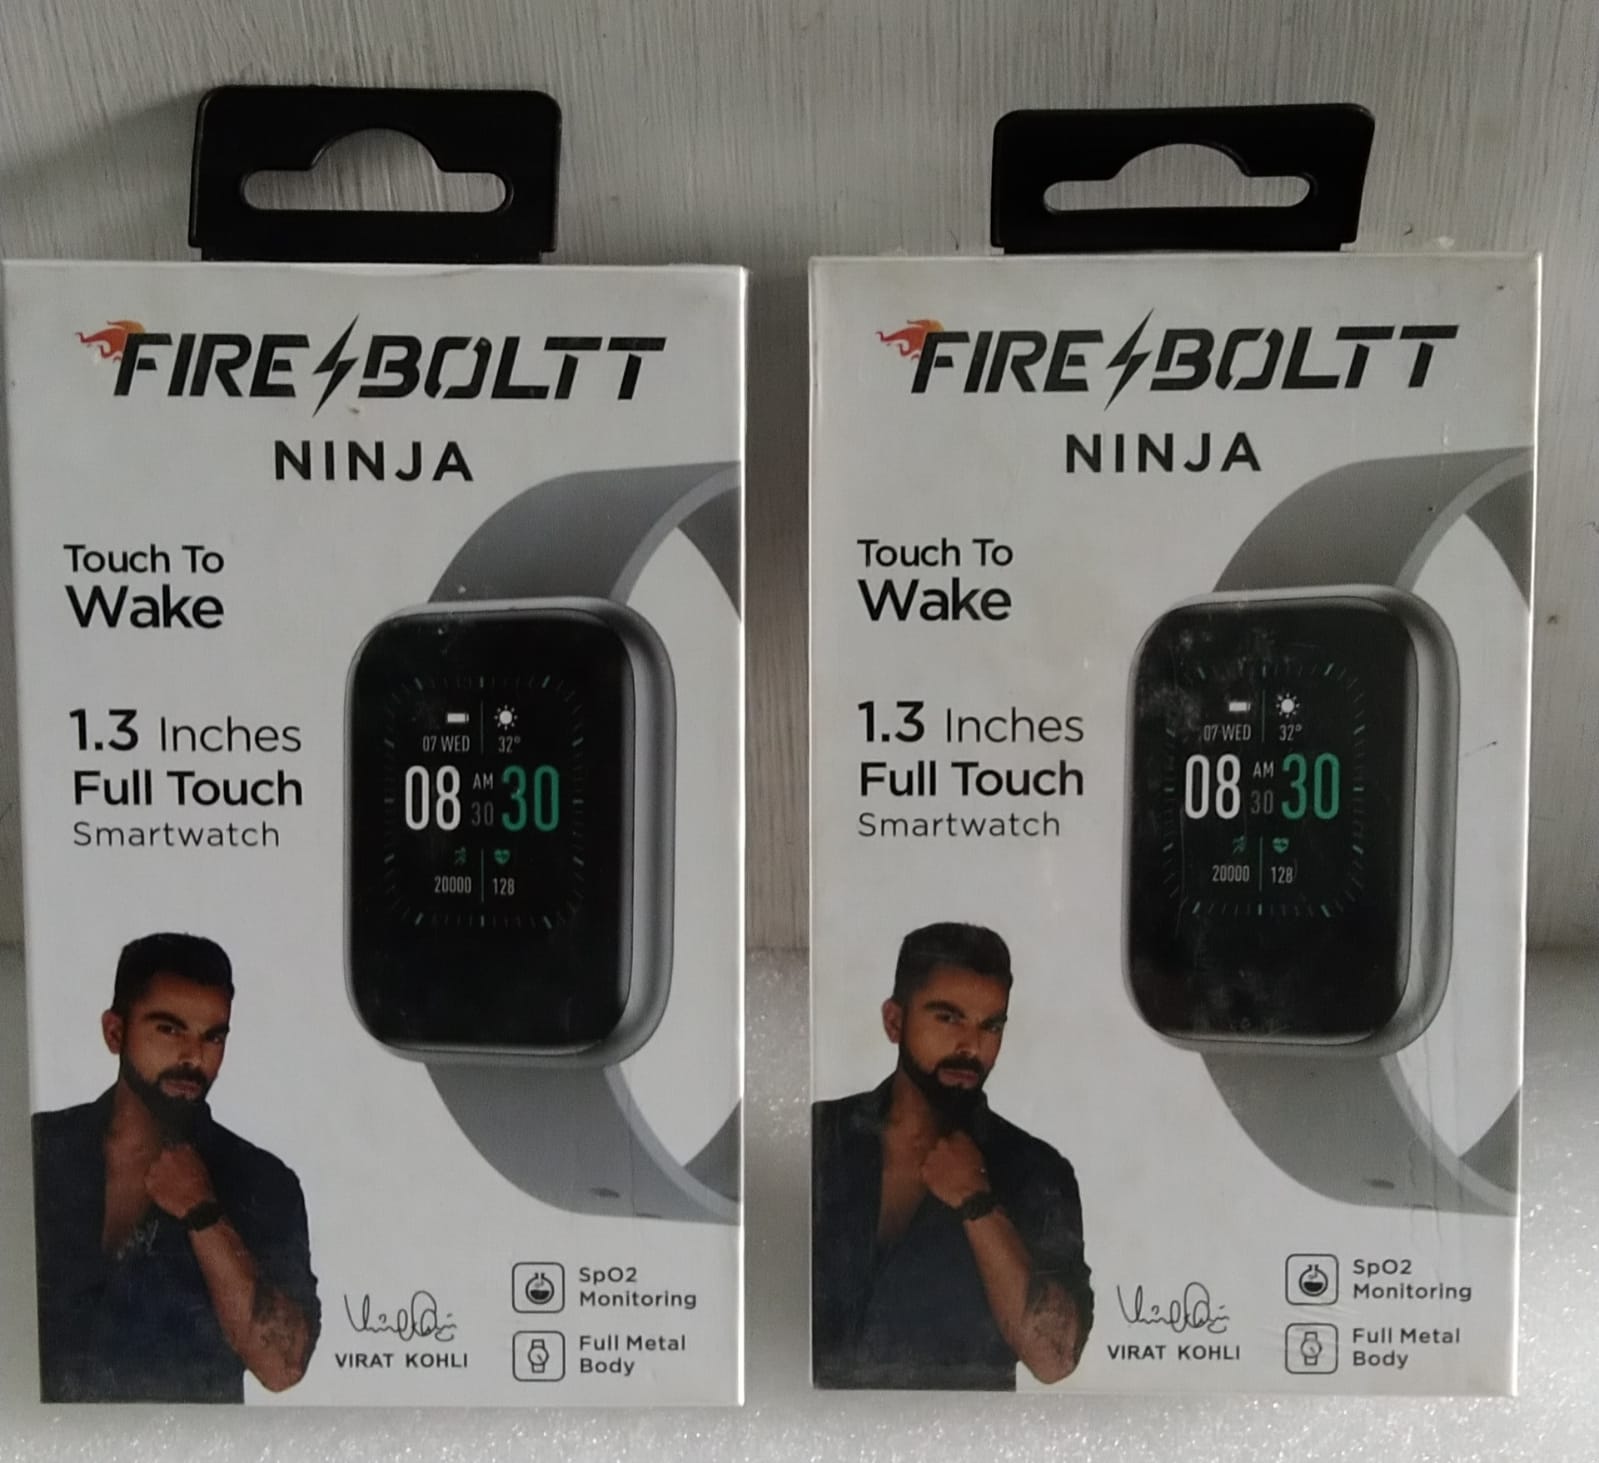 FIRE BOLTT
NINJA
Touch To
Wake
1.3 Inches
Full Touch
Smartwatch
07 WED 32°
08 AM 30
30
20000 128
VIRAT KOHLI
SpO2
Monitoring
Full Metal
Body
FIRE BOLTT
NINJA
Touch To
Wake
1.3 Inches
Full Touch
Smartwatch
07 WED 32°
08 AM 30
30
20000 128
VIRAT KOHLI
SpO2
Monitoring
Full Metal
Body